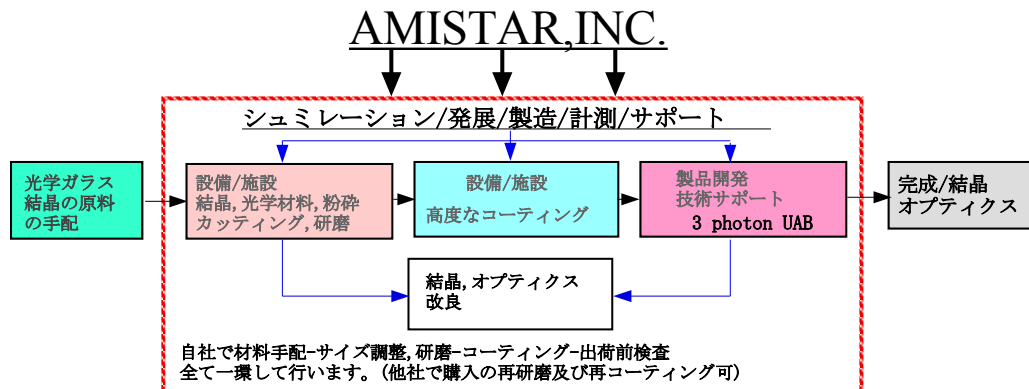 AMISTAR,INC.
シュミレーション/発展/製造/計測/サポート
光学ガラス
結晶の原料
の手配
設備/施設
結晶,光学材料,粉砕
カッティング,研磨
設備/施設
高度なコーティング
製品開発
技術サポート
3 photon UAB
完成/結晶
オプティクス
結晶,オプティクス
改良
自社で材料手配-サイズ調整,研磨-コーティング-出荷前検査
全て一環して行います。(他社で購入の再研磨及び再コーティング可)